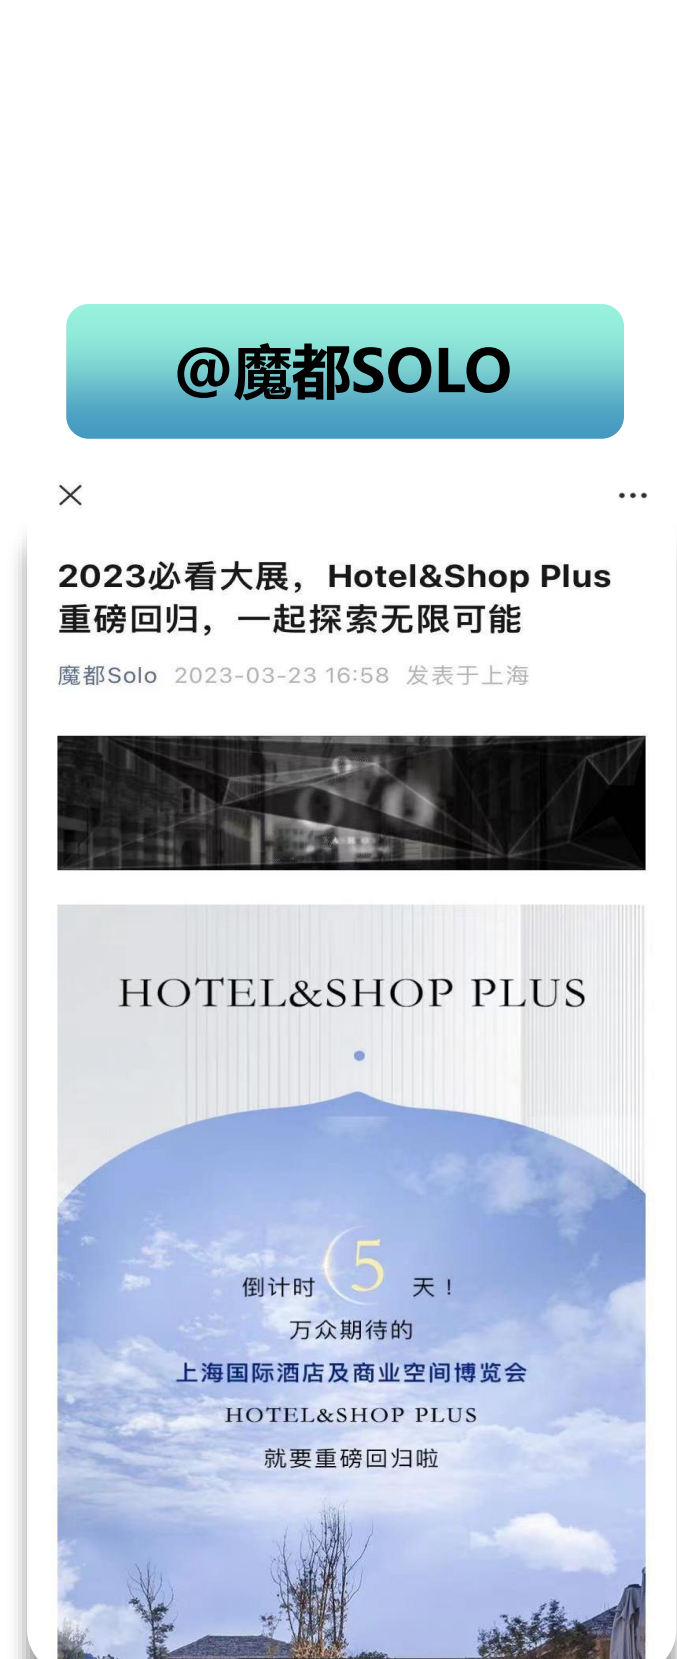 @魔都SOLO
2023必看大展，Hotel&Shop Plus
重磅回归，一起探索无限可能
魔都Solo 2023-03-23 16:58 发表于上海
HOTEL&SHOP PLUS
倒计时 5 天！
万众期待的
上海国际酒店及商业空间博览会
HOTEL&SHOP PLUS
就要重磅回归啦